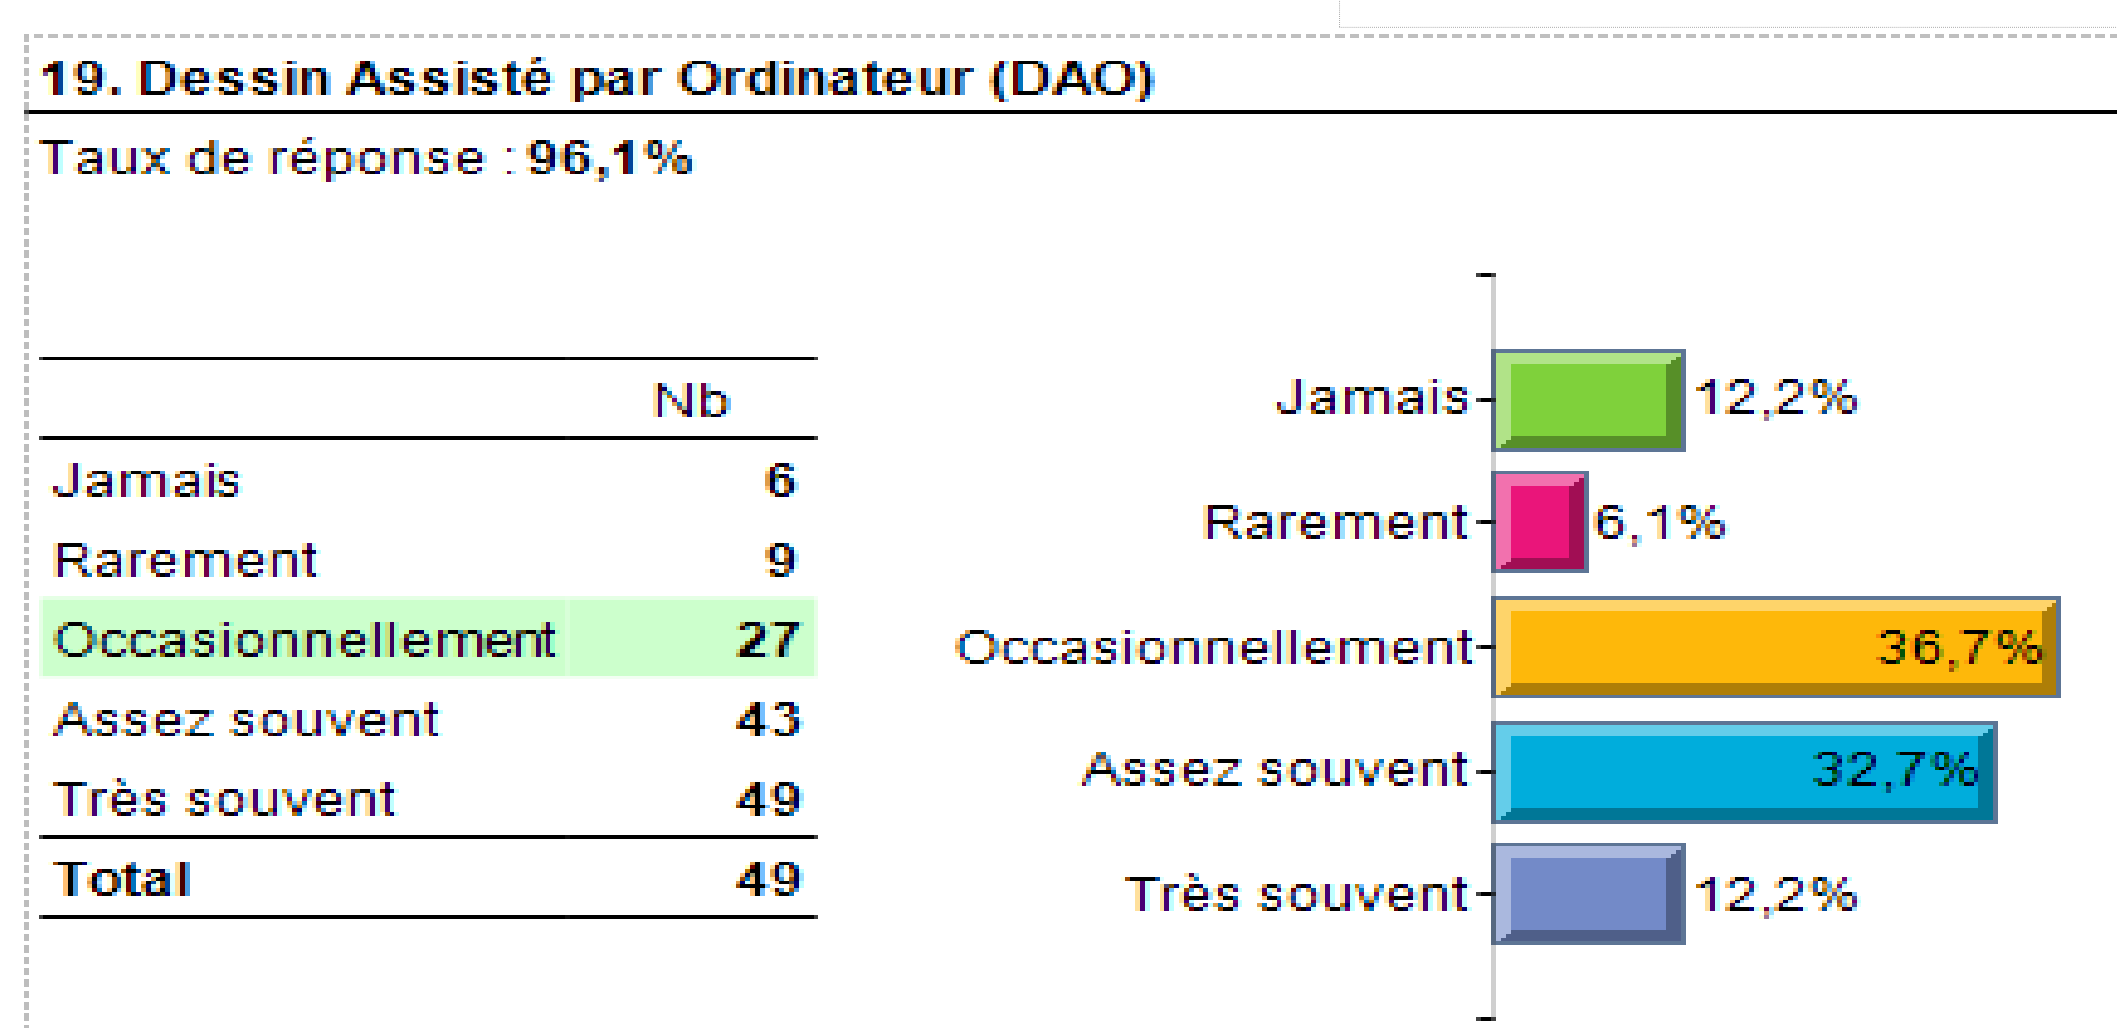 19. Dessin Assisté par Ordinateur (DAO)
Taux de réponse : 96,1%
Nb
Jamais 6
Rarement 9
Occasionnellement 27
Assez souvent 43
Très souvent 49
Total 49
Jamais 12,2%
Rarement 6,1%
Occasionnellement 36,7%
Assez souvent 32,7%
Très souvent 12,2%